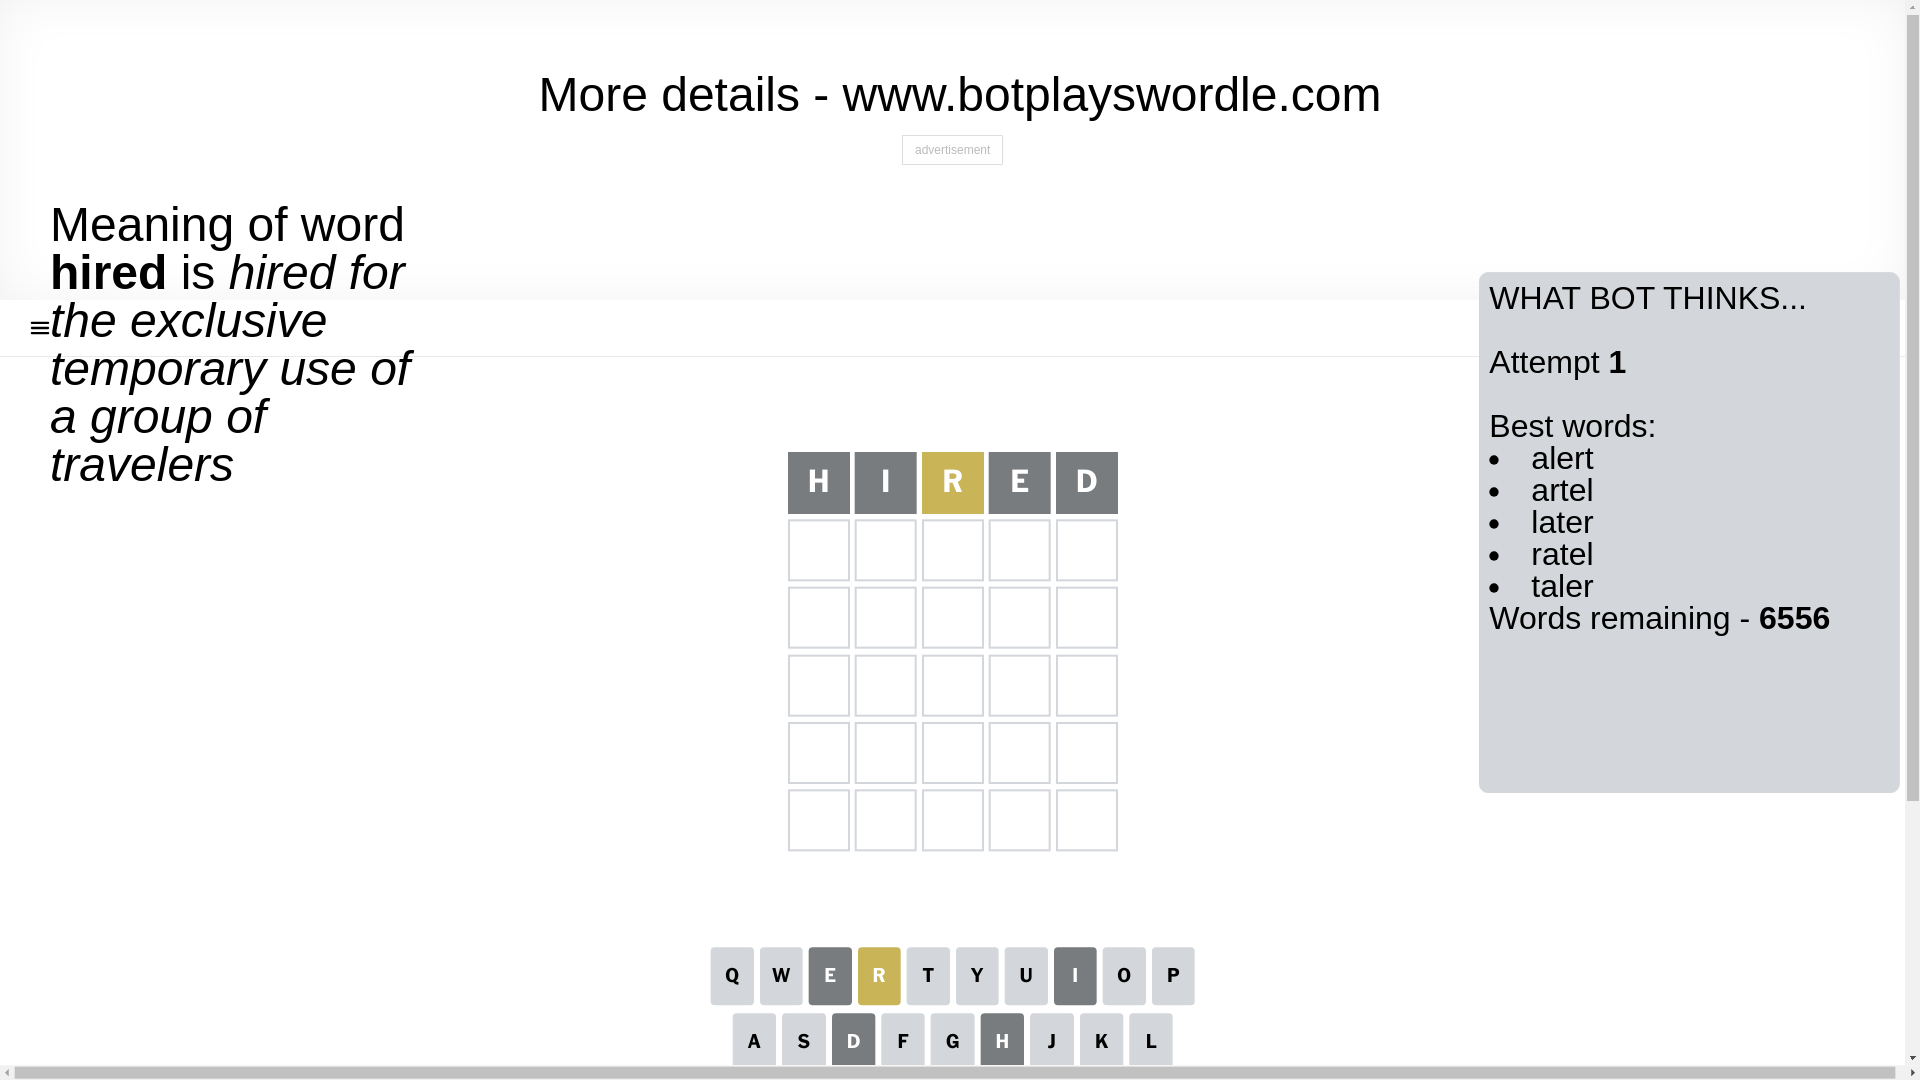 More details - www.botplayswordle.com
advertisement
Meaning of word
hired is hired for
the exclusive
temporary use of
a group of
travelers
WHAT BOT THINKS...
Attempt 1
Best words:
• alert
• artel
• later
• ratel
• taler
Words remaining - 6556
H I R E D
Q W E R T Y U I O P
A S D F G H J K L